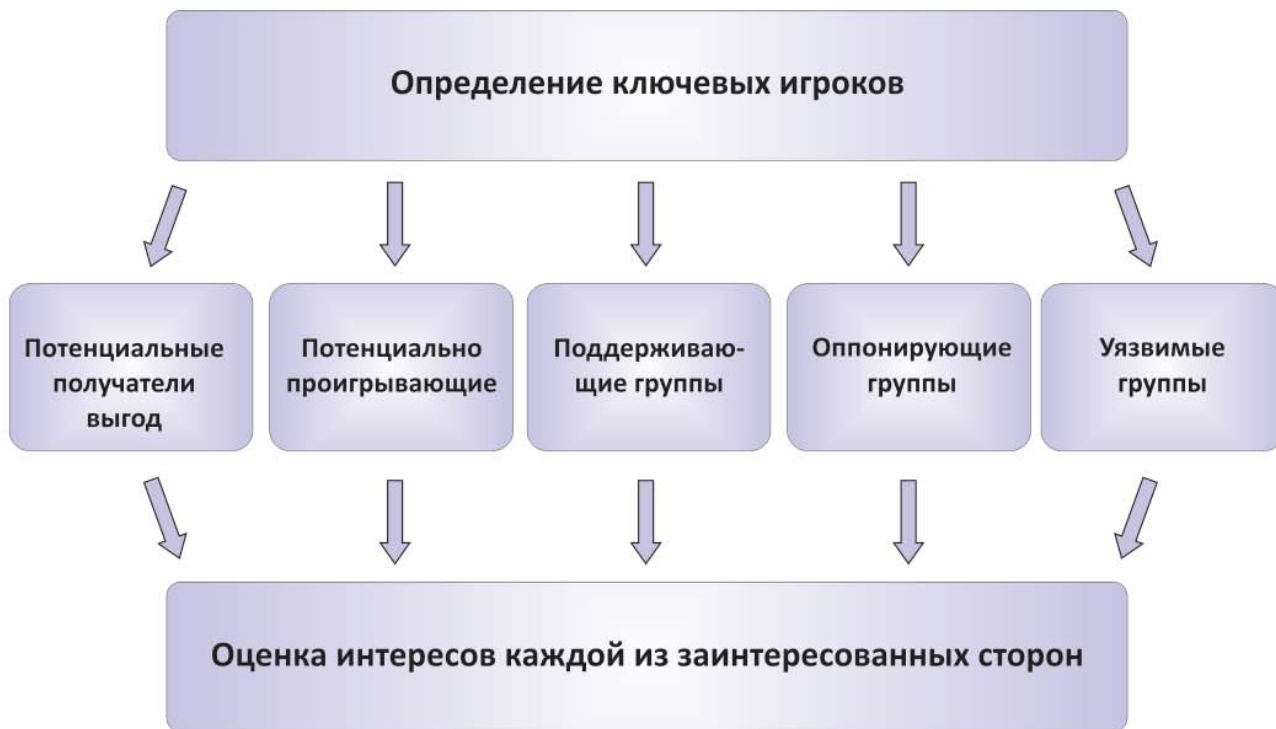 Определение ключевых игроков
Потенциальные
получатели
выгод
Потенциально
проигрывающие
Поддерживаю-
щие группы
Оппонирующие
группы
Уязвимые
группы
Оценка интересов каждой из заинтересованных сторон